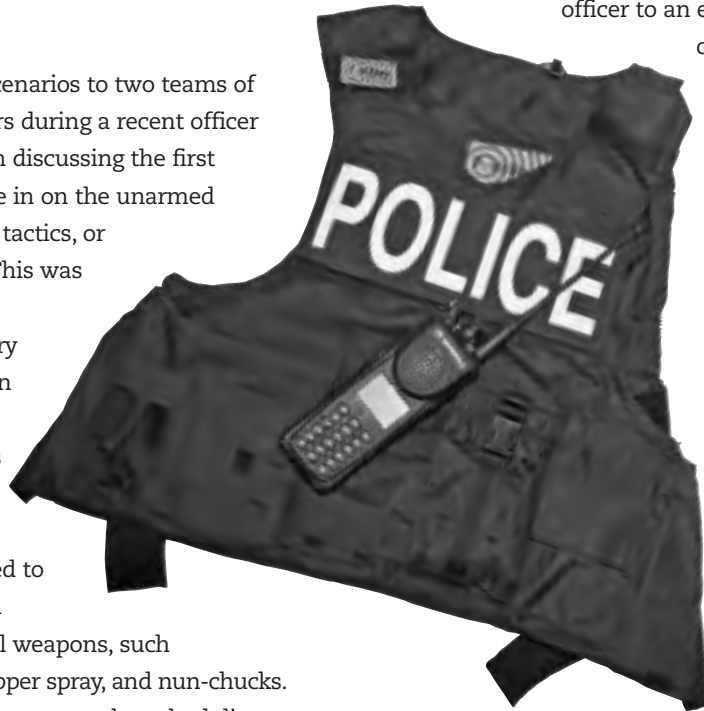 officer to an
cenarios to two teams of
rs during a recent officer
discussing the first
e in on the unarmed
tactics, or
This was
POLICE
ry
n
ed to
l weapons, such
pper spray, and nun-chucks.